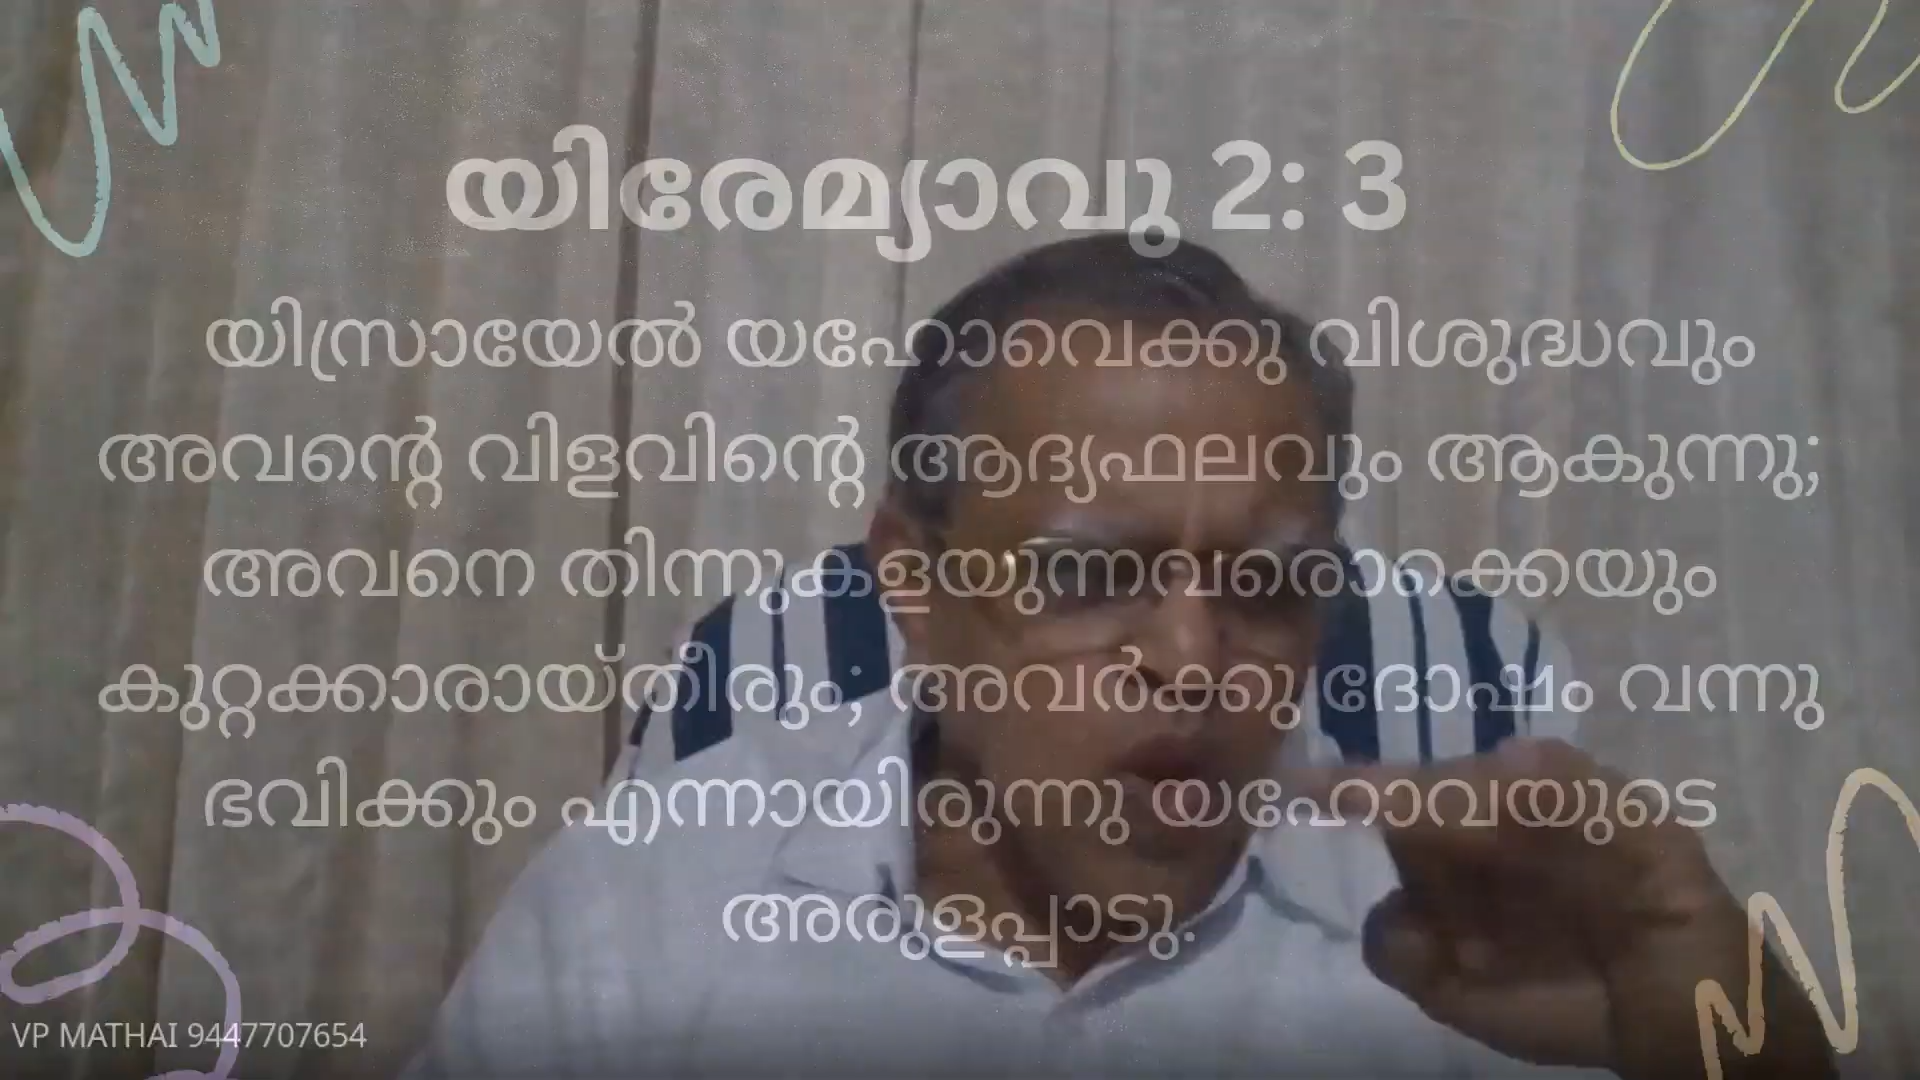 യിരേമ്യാവു 2: 3
യിസ്രായേൽ യഹോവെക്കു വിശുദ്ധവും
അവന്റെ വിളവിന്റെ ആദ്യഫലവും ആകുന്നു;
അവനെ തിന്നുകളയുന്നവരൊക്കെയും
കുറ്റക്കാരായ്തീരും; അവർക്കു ദോഷം വന്നു
ഭവിക്കും എന്നായിരുന്നു യഹോവയുടെ
അരുളപ്പാടു.
VP MATHAI 9447707654